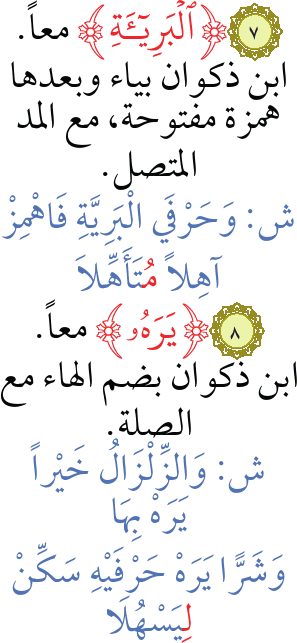 ٧ ﴿ٱلْبَرِيٓـَٔةِ﴾ معاً.
ابن ذكوان بياء وبعدها
همزة مفتوحة، مع المد
المتصل.
ش: وَحَرْفَيِ الْبَرِيَّةِ فَاهْمِزْ
آهِلاً مُتَأَهِّلاَ
٨ ﴿يَرَهُۥ﴾ معاً.
ابن ذكوان بضم الهاء مع
الصلة.
ش: وَالزِّلْزَالُ خَيْراً
يَرَهْ بِهَا
وَشَرًّا يَرَهْ حَرْفَيْهِ سَكِّنْ
لِيَسْهُلَا